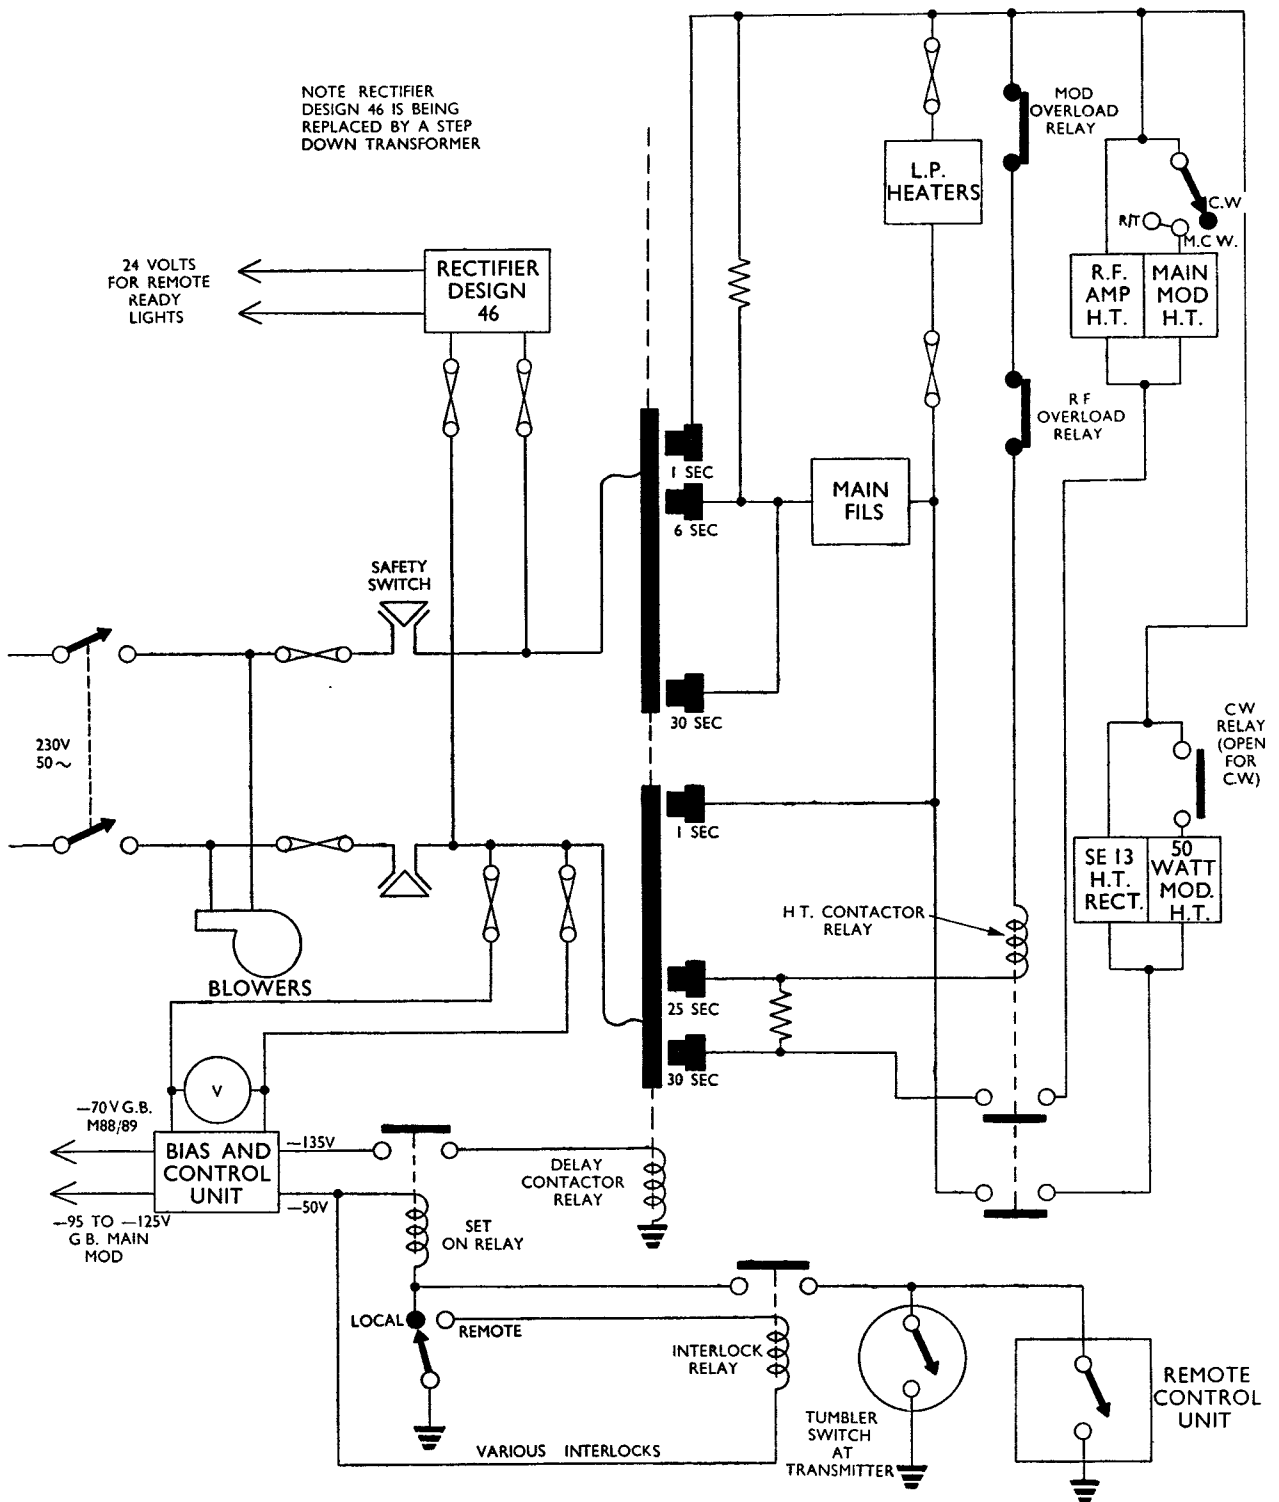 NOTE RECTIFIER
DESIGN 46 IS BEING
REPLACED BY A STEP
DOWN TRANSFORMER
MOD
OVERLOAD
RELAY
L.P.
HEATERS
C.W
R/T
M.C.W.
24 VOLTS
FOR REMOTE
READY
LIGHTS
RECTIFIER
DESIGN
46
R.F.
AMP
H.T.
MAIN
MOD
H.T.
R F
OVERLOAD
RELAY
1 SEC
6 SEC
MAIN
FILS
SAFETY
SWITCH
30 SEC
230V
50~
CW
RELAY
(OPEN
FOR
C.W.)
1 SEC
SE 13
H.T.
RECT.
50
WATT
MOD.
H.T.
H T. CONTACTOR
RELAY
BLOWERS
25 SEC
30 SEC
V
—70V G.B.
M88/89
BIAS AND
CONTROL
UNIT
—135V
—50V
—95 TO —125V
G B. MAIN
MOD
DELAY
CONTACTOR
RELAY
SET
ON RELAY
LOCAL
REMOTE
INTERLOCK
RELAY
VARIOUS INTERLOCKS
TUMBLER
SWITCH
AT
TRANSMITTER
REMOTE
CONTROL
UNIT